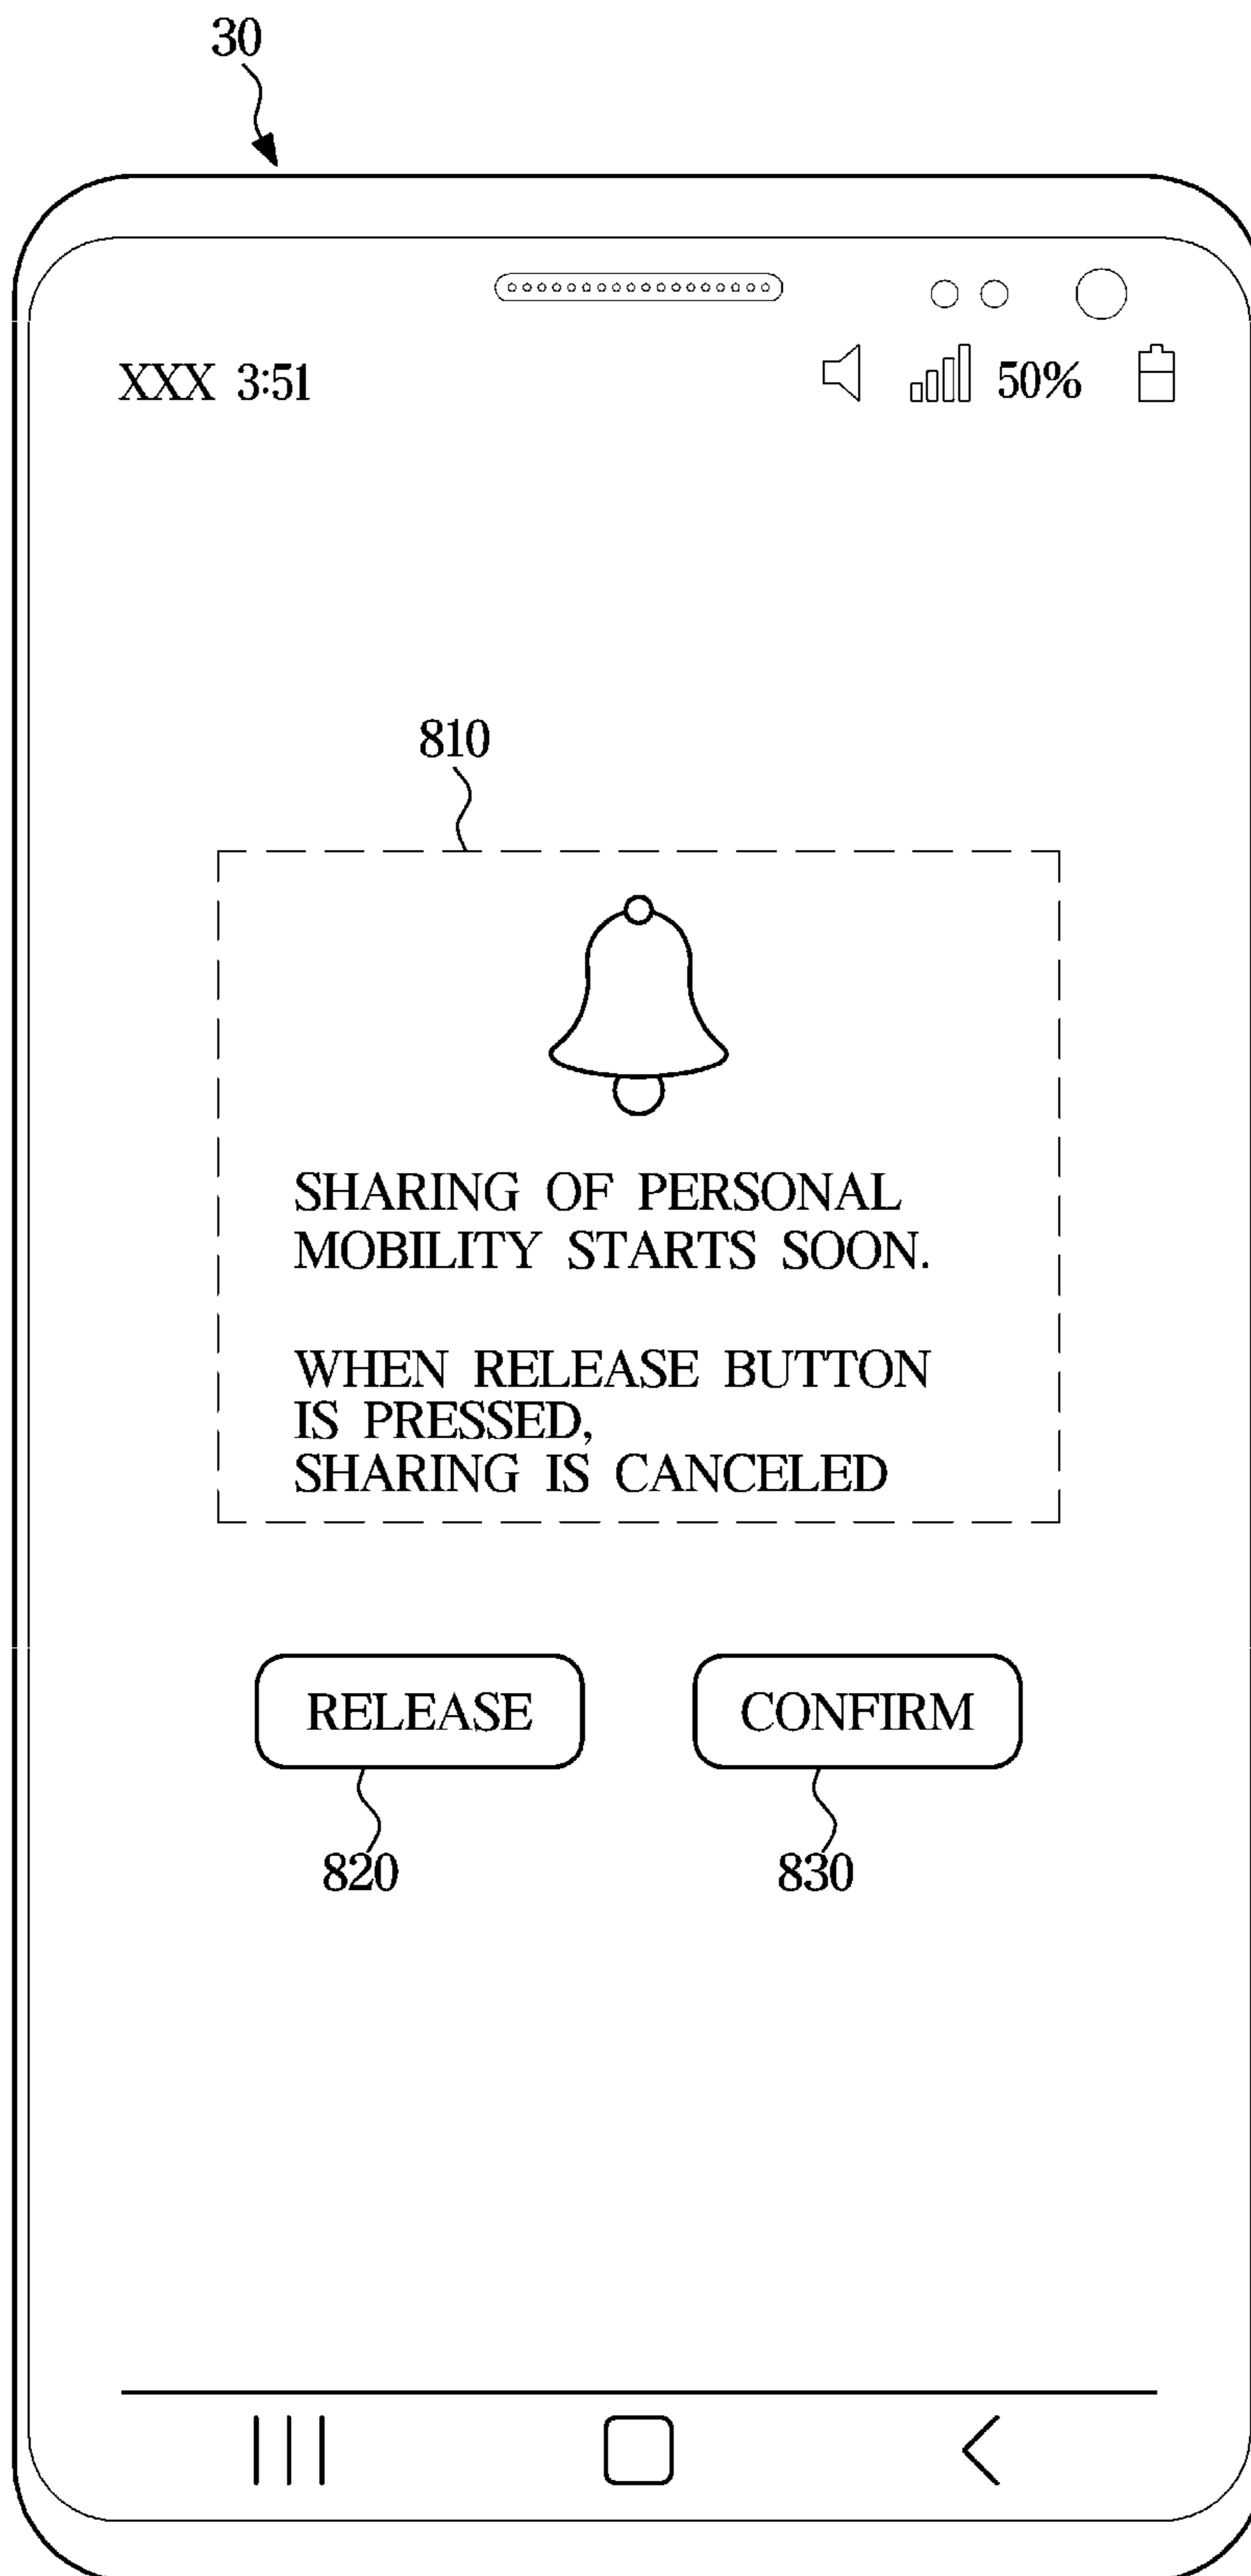 30
XXX 3:51
50%
810
SHARING OF PERSONAL
MOBILITY STARTS SOON.
WHEN RELEASE BUTTON
IS PRESSED,
SHARING IS CANCELED
RELEASE
CONFIRM
820
830